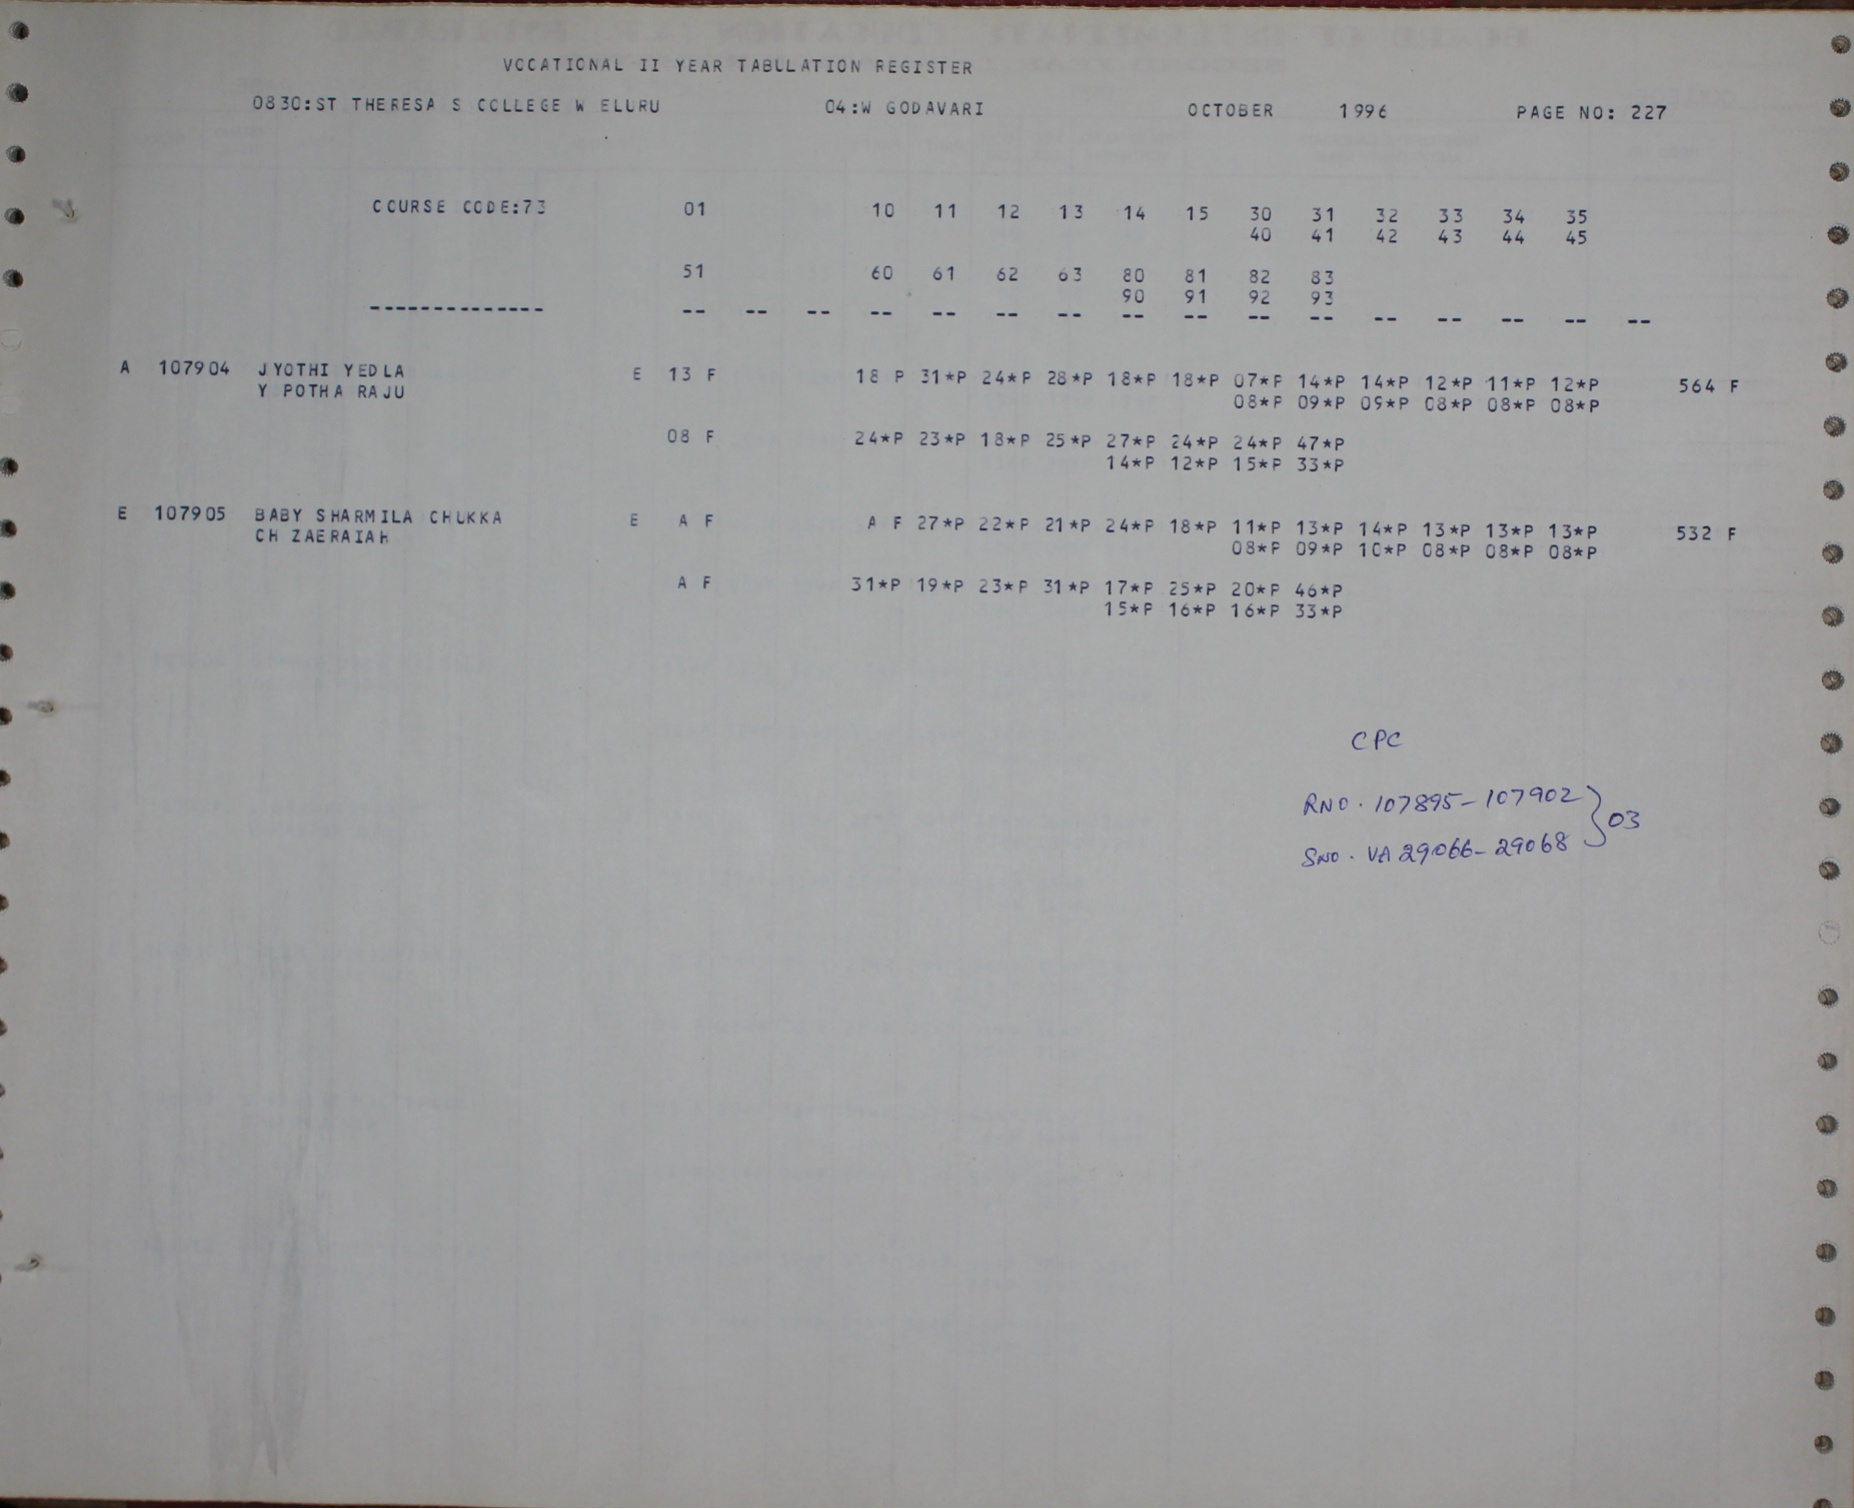 VOCATIONAL II YEAR TABULATION REGISTER
0830:ST THERESA S COLLEGE W ELURU 04:W GODAVARI OCTOBER 1996 PAGE NO: 227
COURSE CODE:73 01 10 11 12 13 14 15 30 31 32 33 34 35
40 41 42 43 44 45
51 60 61 62 63 80 81 82 83
90 91 92 93
-------------- -- -- -- -- -- -- -- -- -- -- -- -- -- -- -- --
A 107904 JYOTHI YEDLA E 13 F 18 P 31*P 24*P 28*P 18*P 18*P 07*P 14*P 14*P 12*P 11*P 12*P 564 F
Y POTHA RAJU 08*P 09*P 09*P 08*P 08*P 08*P
08 F 24*P 23*P 18*P 25*P 27*P 24*P 24*P 47*P
14*P 12*P 15*P 33*P
E 107905 BABY SHARMILA CHUKKA E A F A F 27*P 22*P 21*P 24*P 18*P 11*P 13*P 14*P 13*P 13*P 13*P 532 F
CH ZAERAIAH 08*P 09*P 10*P 08*P 08*P 08*P
A F 31*P 19*P 23*P 31*P 17*P 25*P 20*P 46*P
15*P 16*P 16*P 33*P
CPC
RNO. 107895-107902 } 03
SNO. VA 29066-29068